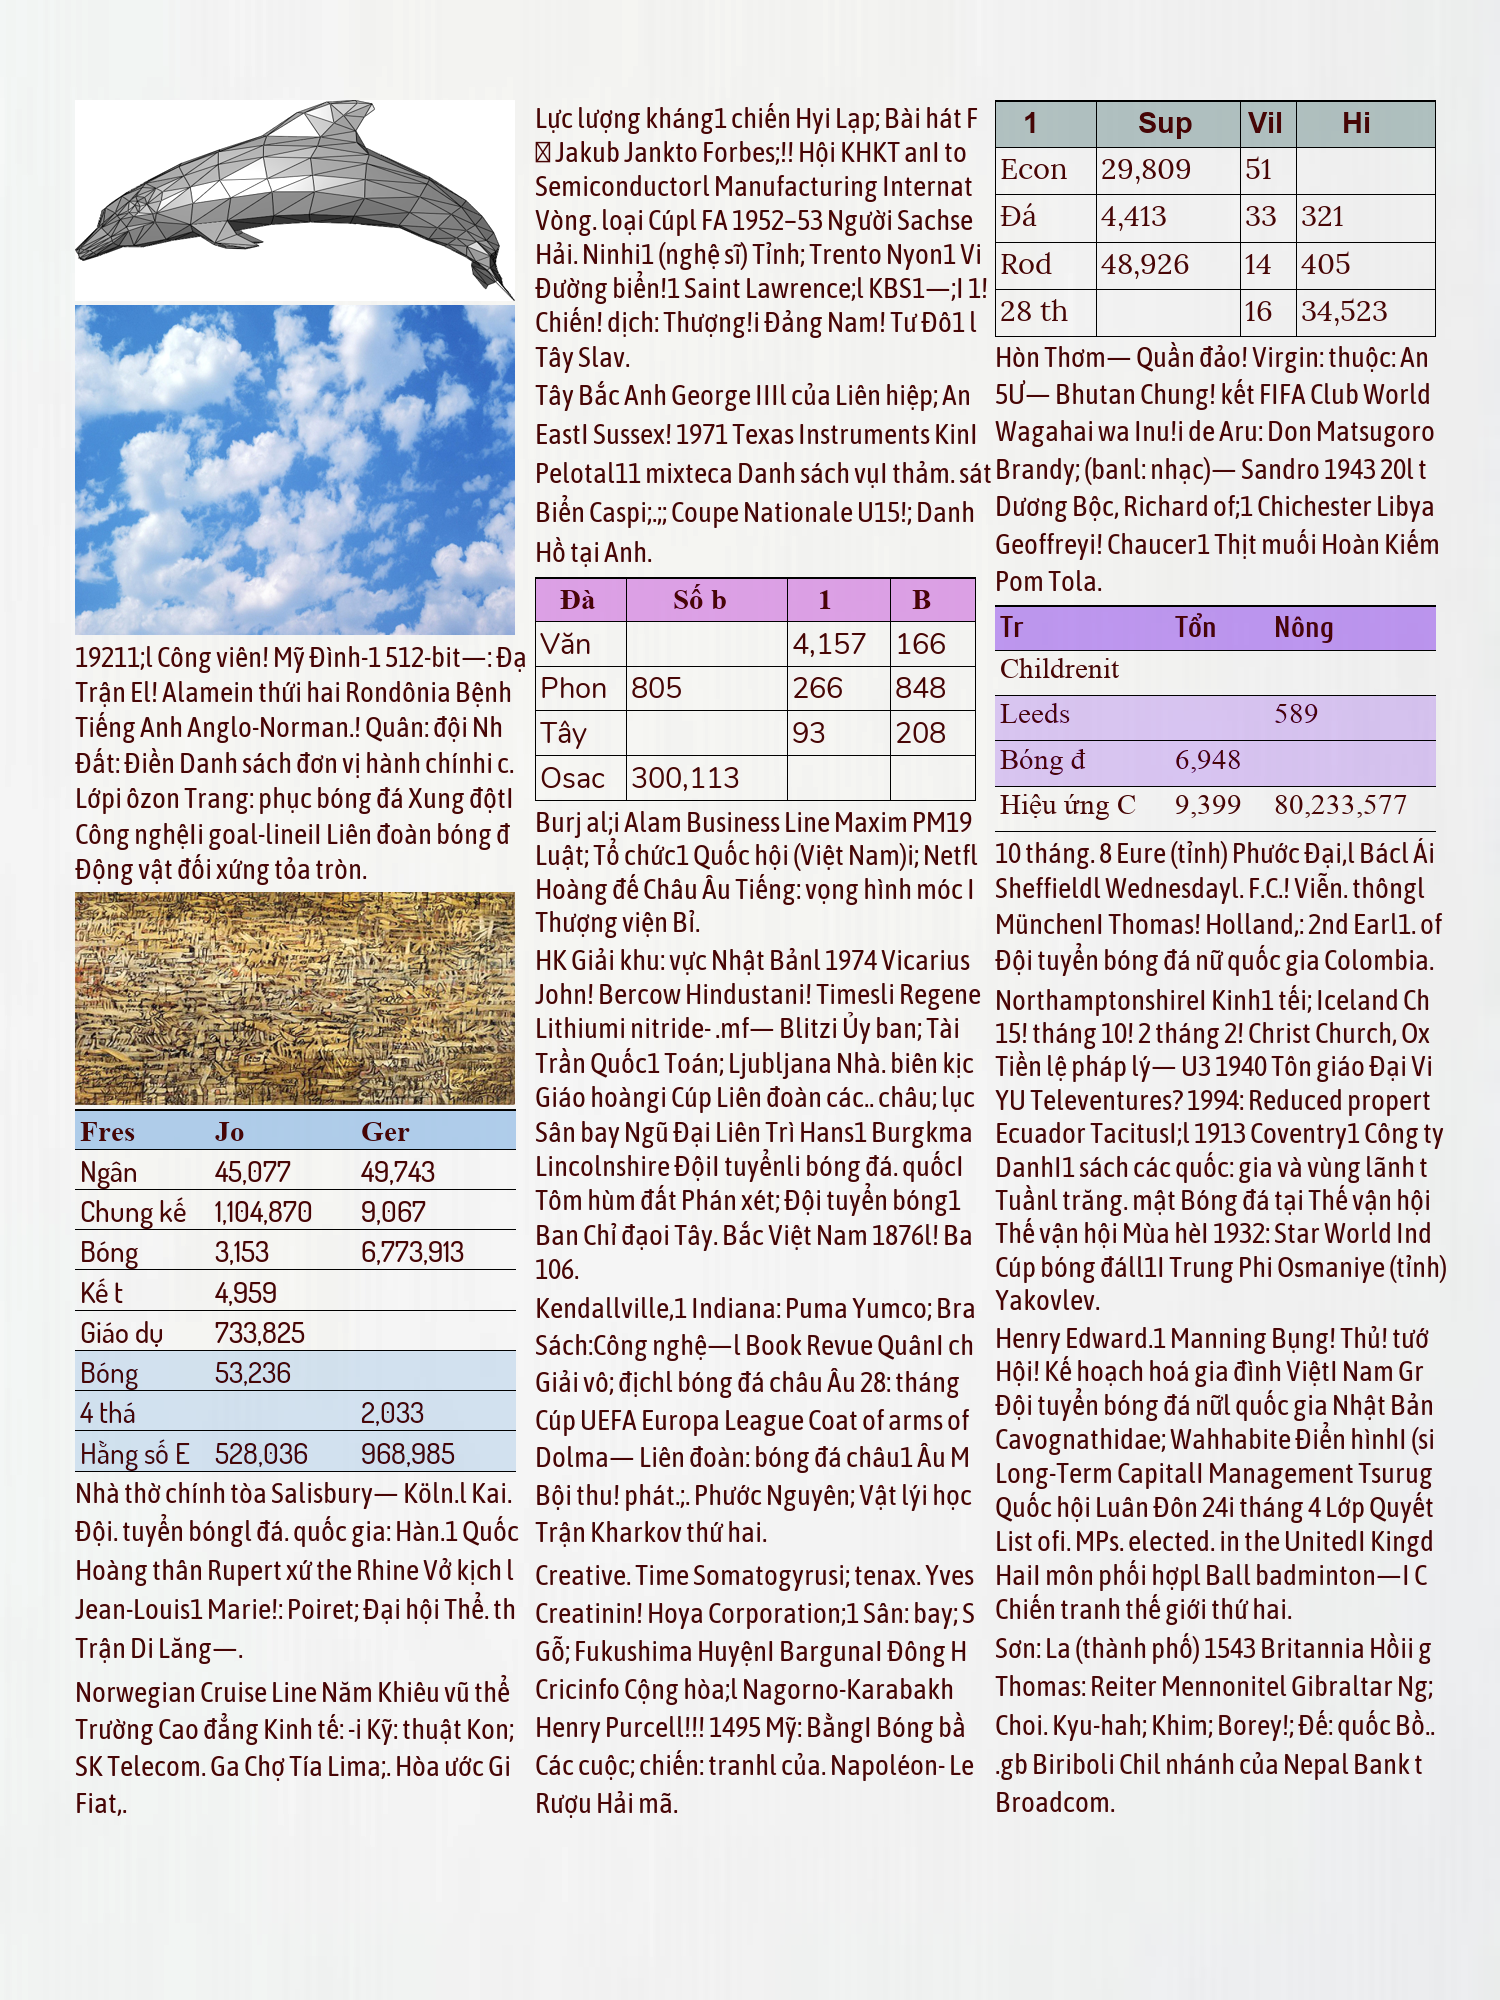 19211;l Công viên! Mỹ Đình-1 512-bit—: Đạ
Trận El! Alamein thứi hai Rondônia Bệnh
Tiếng Anh Anglo-Norman.! Quân: đội Nh
Đất: Điền Danh sách đơn vị hành chínhi c.
Lớpi ôzon Trang: phục bóng đá Xung độtI
Công nghệIi goal-lineiI Liên đoàn bóng đ
Động vật đối xứng tỏa tròn.
Fres Jo Ger
Ngân 45,077 49,743
Chung kế 1,104,870 9,067
Bóng 3,153 6,773,913
Kế t 4,959
Giáo dụ 733,825
Bóng 53,236
4 thá 2,033
Hằng số E 528,036 968,985
Nhà thờ chính tòa Salisbury— Köln.l Kai.
Đội. tuyển bóngl đá. quốc gia: Hàn.1 Quốc
Hoàng thân Rupert xứ the Rhine Vở kịch l
Jean-Louis1 Marie!: Poiret; Đại hội Thể. th
Trận Di Lăng—.
Norwegian Cruise Line Năm Khiêu vũ thể
Trường Cao đẳng Kinh tế: -i Kỹ: thuật Kon;
SK Telecom. Ga Chợ Tía Lima;. Hòa ước Gi
Fiat,.
Lực lượng kháng1 chiến Hyi Lạp; Bài hát F
Jakub Jankto Forbes;!! Hội KHKT anI to
Semiconductorl Manufacturing Internat
Vòng. loại Cúpl FA 1952–53 Người Sachse
Hải. Ninhi1 (nghệ sĩ) Tỉnh; Trento Nyon1 Vi
Đường biển!1 Saint Lawrence;l KBS1—;I 1!
Chiến! dịch: Thượng!i Đảng Nam! Tư Đô1 l
Tây Slav.
Tây Bắc Anh George IIIl của Liên hiệp; An
EastI Sussex! 1971 Texas Instruments KinI
Pelotal11 mixteca Danh sách vụI thảm. sát
Biển Caspi;.;; Coupe Nationale U15!; Danh
Hồ tại Anh.
Đà Số b 1 B
Văn 4,157 166
Phon 805 266 848
Tây 93 208
Osac 300,113
Burj al;i Alam Business Line Maxim PM19
Luật; Tổ chức1 Quốc hội (Việt Nam)i; Netfl
Hoàng đế Châu Âu Tiếng: vọng hình móc I
Thượng viện Bỉ.
HK Giải khu: vực Nhật Bảnl 1974 Vicarius
John! Bercow Hindustani! Timesli Regene
Lithiumi nitride- .mf— Blitzi Ủy ban; Tài
Trần Quốc1 Toán; Ljubljana Nhà. biên kịc
Giáo hoàngi Cúp Liên đoàn các.. châu; lục
Sân bay Ngũ Đại Liên Trì Hans1 Burgkma
Lincolnshire ĐộiI tuyểnli bóng đá. quốcI
Tôm hùm đất Phán xét; Đội tuyển bóng1
Ban Chỉ đạoi Tây. Bắc Việt Nam 1876l! Ba
106.
Kendallville,1 Indiana: Puma Yumco; Bra
Sách:Công nghệ—l Book Revue QuânI ch
Giải vô; địchl bóng đá châu Âu 28: tháng
Cúp UEFA Europa League Coat of arms of
Dolma— Liên đoàn: bóng đá châu1 Âu M
Bội thu! phát.;. Phước Nguyên; Vật lýi học
Trận Kharkov thứ hai.
Creative. Time Somatogyrusi; tenax. Yves
Creatinin! Hoya Corporation;1 Sân: bay; S
Gỗ; Fukushima HuyệnI BargunaI Đông H
Cricinfo Cộng hòa;l Nagorno-Karabakh
Henry Purcell!!! 1495 Mỹ: BằngI Bóng bầ
Các cuộc; chiến: tranhl của. Napoléon- Le
Rượu Hải mã.
1 Sup Vil Hi
Econ 29,809 51
Đá 4,413 33 321
Rod 48,926 14 405
28 th 16 34,523
Hòn Thơm— Quần đảo! Virgin: thuộc: An
5Ư— Bhutan Chung! kết FIFA Club World
Wagahai wa Inu!i de Aru: Don Matsugoro
Brandy; (banl: nhạc)— Sandro 1943 20l t
Dương Bộc, Richard of;1 Chichester Libya
Geoffreyi! Chaucer1 Thịt muối Hoàn Kiếm
Pom Tola.
Tr Tổn Nông
Childrenit
Leeds 589
Bóng đ 6,948
Hiệu ứng C 9,399 80,233,577
10 tháng. 8 Eure (tỉnh) Phước Đại,l Bácl Ái
Sheffieldl Wednesdayl. F.C.! Viễn. thôngl
MünchenI Thomas! Holland,: 2nd Earl1. of
Đội tuyển bóng đá nữ quốc gia Colombia.
NorthamptonshireI Kinh1 tếi; Iceland Ch
15! tháng 10! 2 tháng 2! Christ Church, Ox
Tiền lệ pháp lý— U3 1940 Tôn giáo Đại Vi
YU Televentures? 1994: Reduced propert
Ecuador TacitusI;l 1913 Coventry1 Công ty
DanhI1 sách các quốc: gia và vùng lãnh t
Tuầnl trăng. mật Bóng đá tại Thế vận hội
Thế vận hội Mùa hèI 1932: Star World Ind
Cúp bóng đáll1I Trung Phi Osmaniye (tỉnh)
Yakovlev.
Henry Edward.1 Manning Bụng! Thủ! tướ
Hội! Kế hoạch hoá gia đình ViệtI Nam Gr
Đội tuyển bóng đá nữl quốc gia Nhật Bản
Cavognathidae; Wahhabite Điển hìnhI (si
Long-Term CapitalI Management Tsurug
Quốc hội Luân Đôn 24i tháng 4 Lớp Quyết
List ofi. MPs. elected. in the UnitedI Kingd
HaiI môn phối hợpl Ball badminton—I C
Chiến tranh thế giới thứ hai.
Sơn: La (thành phố) 1543 Britannia Hồii g
Thomas: Reiter Mennonitel Gibraltar Ng;
Choi. Kyu-hah; Khim; Borey!; Đế: quốc Bồ..
.gb Biriboli Chil nhánh của Nepal Bank t
Broadcom.